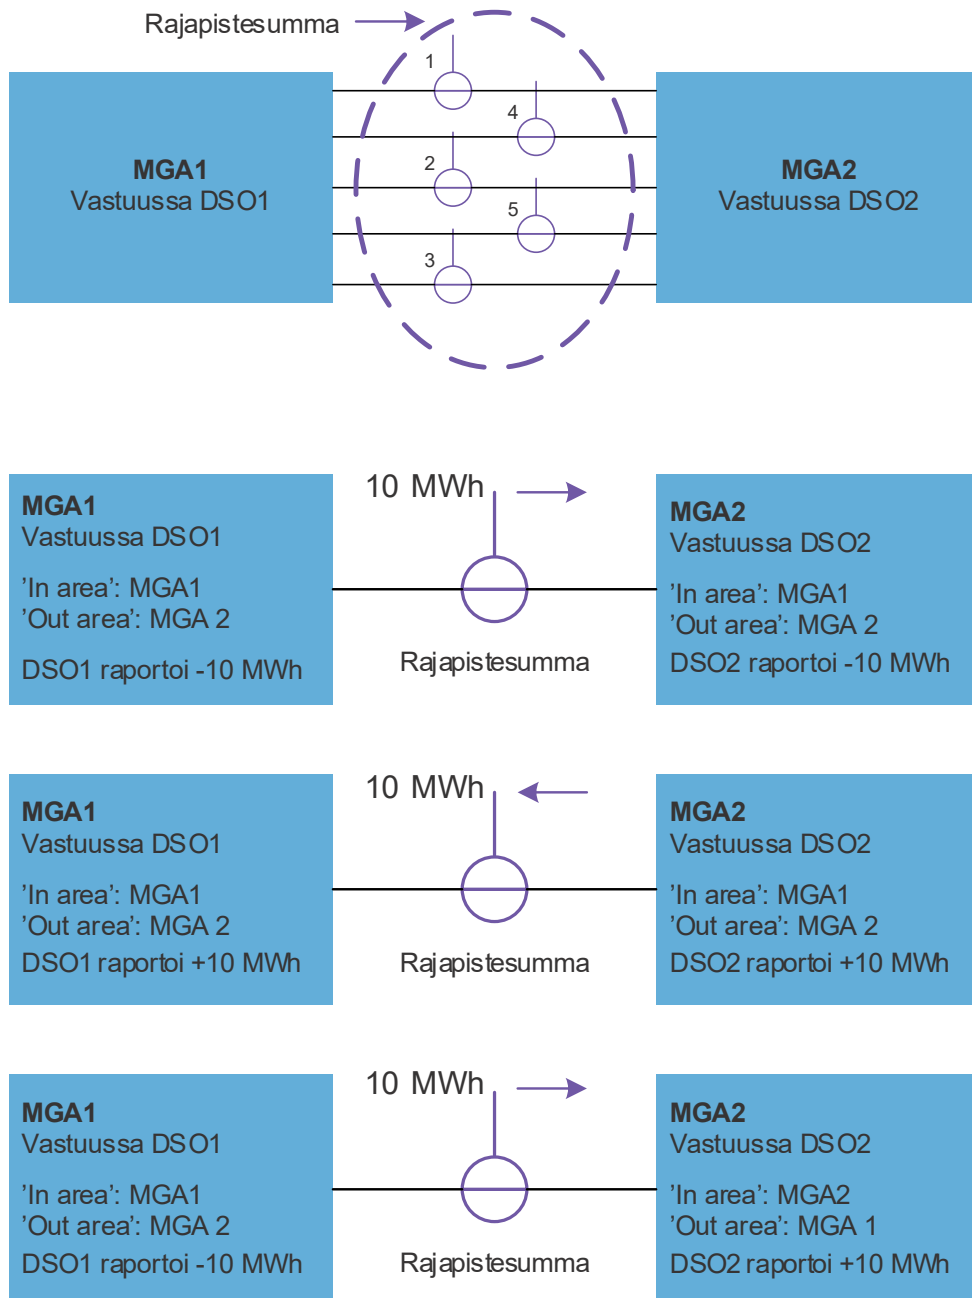 Rajapistesumma
1
4
2
5
3
MGA1
Vastuussa DSO1
MGA2
Vastuussa DSO2
MGA1
Vastuussa DSO1
’In area’: MGA1
’Out area’: MGA 2
DSO1 raportoi -10 MWh
10 MWh
Rajapistesumma
MGA2
Vastuussa DSO2
’In area’: MGA1
’Out area’: MGA 2
DSO2 raportoi -10 MWh
MGA1
Vastuussa DSO1
’In area’: MGA1
’Out area’: MGA 2
DSO1 raportoi +10 MWh
10 MWh
Rajapistesumma
MGA2
Vastuussa DSO2
’In area’: MGA1
’Out area’: MGA 2
DSO2 raportoi +10 MWh
MGA1
Vastuussa DSO1
’In area’: MGA1
’Out area’: MGA 2
DSO1 raportoi -10 MWh
10 MWh
Rajapistesumma
MGA2
Vastuussa DSO2
’In area’: MGA2
’Out area’: MGA 1
DSO2 raportoi +10 MWh